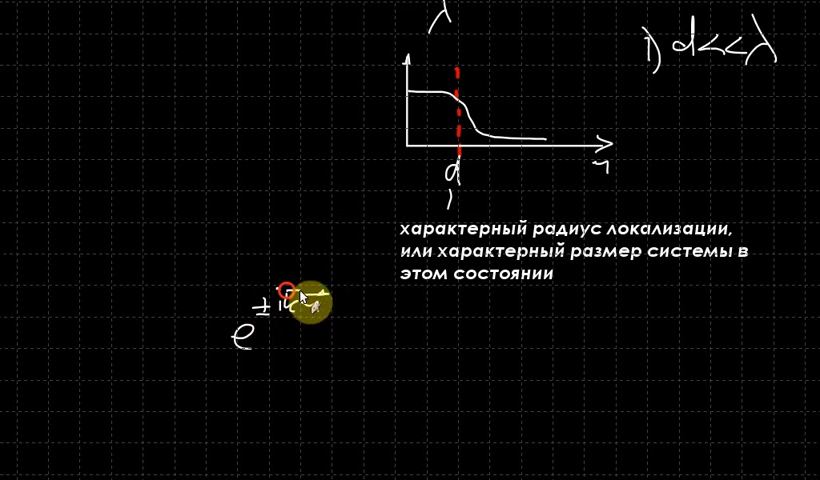 λ
1) d<<λ
d
r
характерный радиус локализации,
или характерный размер системы в
этом состоянии
e